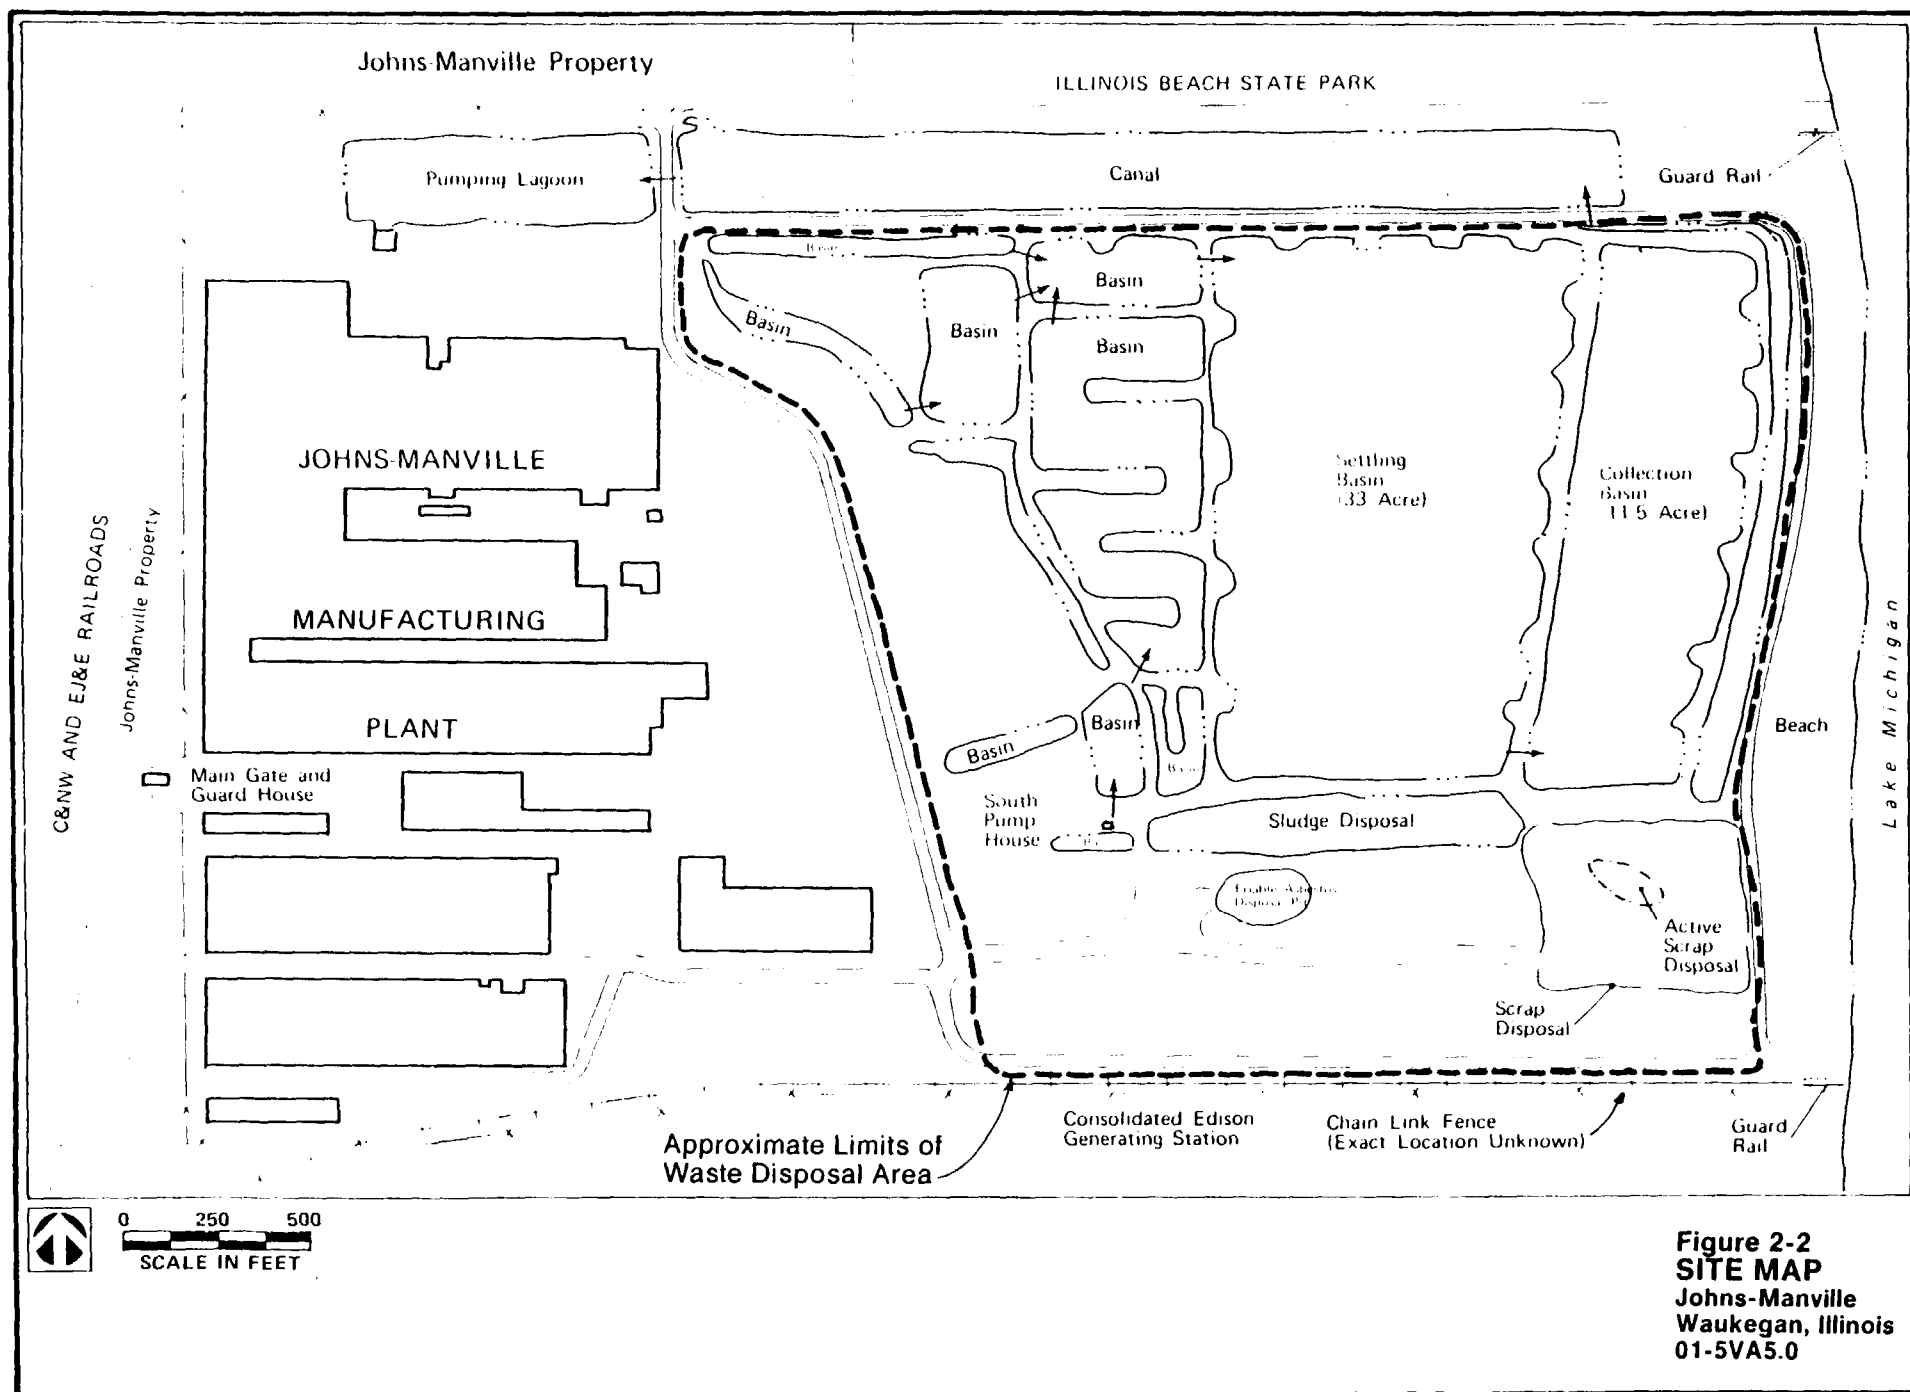 Johns-Manville Property
ILLINOIS BEACH STATE PARK
Pumping Lagoon
Canal
Guard Rail
Basin
Basin
Basin
Basin
JOHNS-MANVILLE
Settling
Basin
(33 Acre)
Collection
Basin
11.5 Acre)
C&NW AND EJ&E RAILROADS
Johns-Manville Property
MANUFACTURING
PLANT
Basin
Basin
Beach
Lake Michigan
Main Gate and
Guard House
South
Pump
House
Sludge Disposal
Friable Asbestos
Disposal Pit
Active
Scrap
Disposal
Scrap
Disposal
Approximate Limits of
Waste Disposal Area
Consolidated Edison
Generating Station
Chain Link Fence
(Exact Location Unknown)
Guard
Rail
0 250 500
SCALE IN FEET
Figure 2-2
SITE MAP
Johns-Manville
Waukegan, Illinois
01-5VA5.0